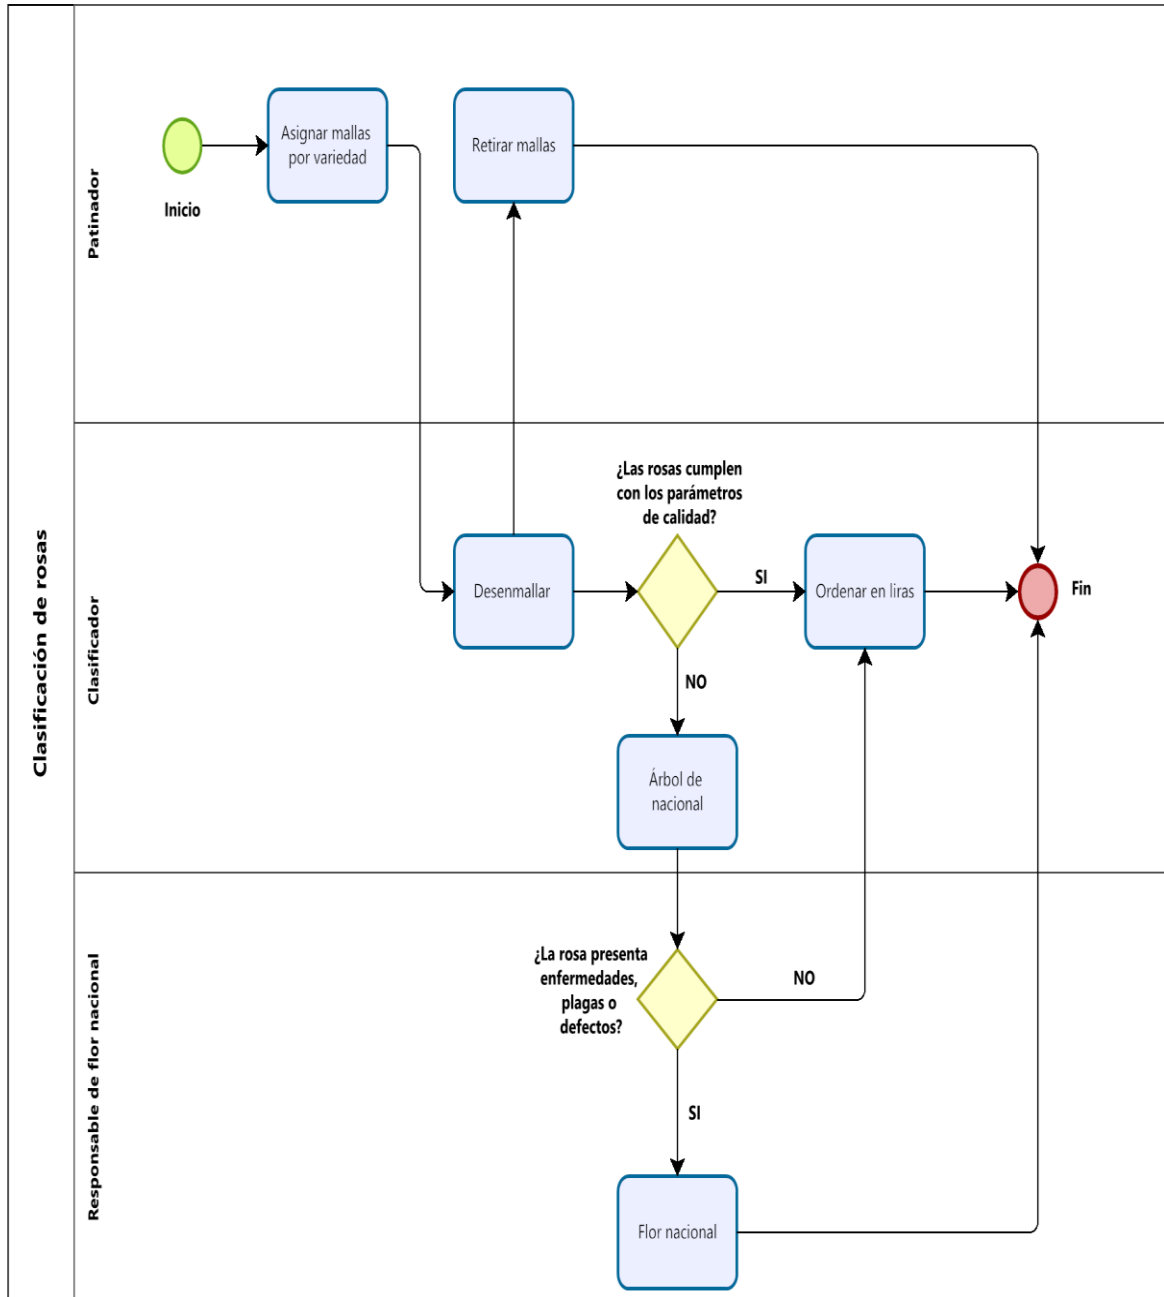 Clasificación de rosas
Patinador
Inicio
Asignar mallas
por variedad
Retirar mallas
Clasificador
Desenmallar
¿Las rosas cumplen
con los parámetros
de calidad?
SI
Ordenar en liras
Fin
NO
Árbol de
nacional
Responsable de flor nacional
¿La rosa presenta
enfermedades,
plagas o
defectos?
NO
SI
Flor nacional